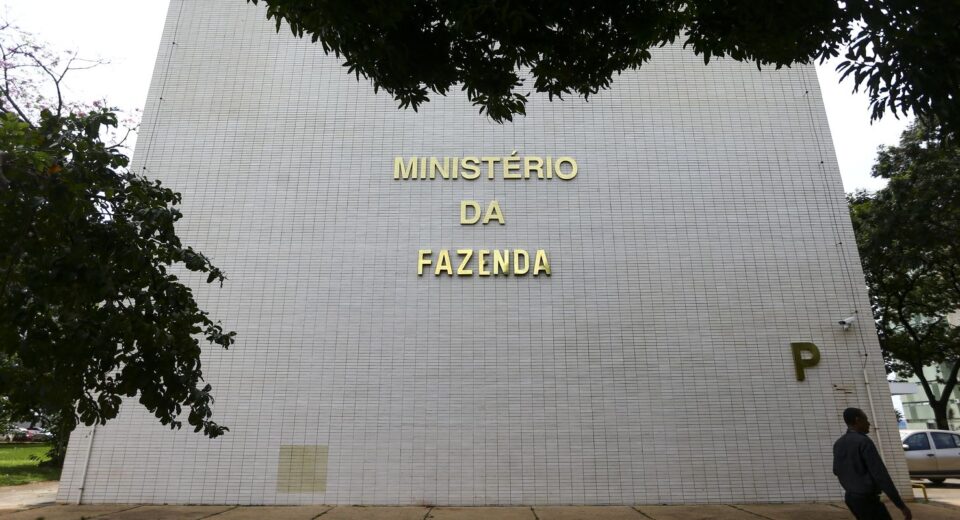 MINISTÉRIO
DA
FAZENDA
P